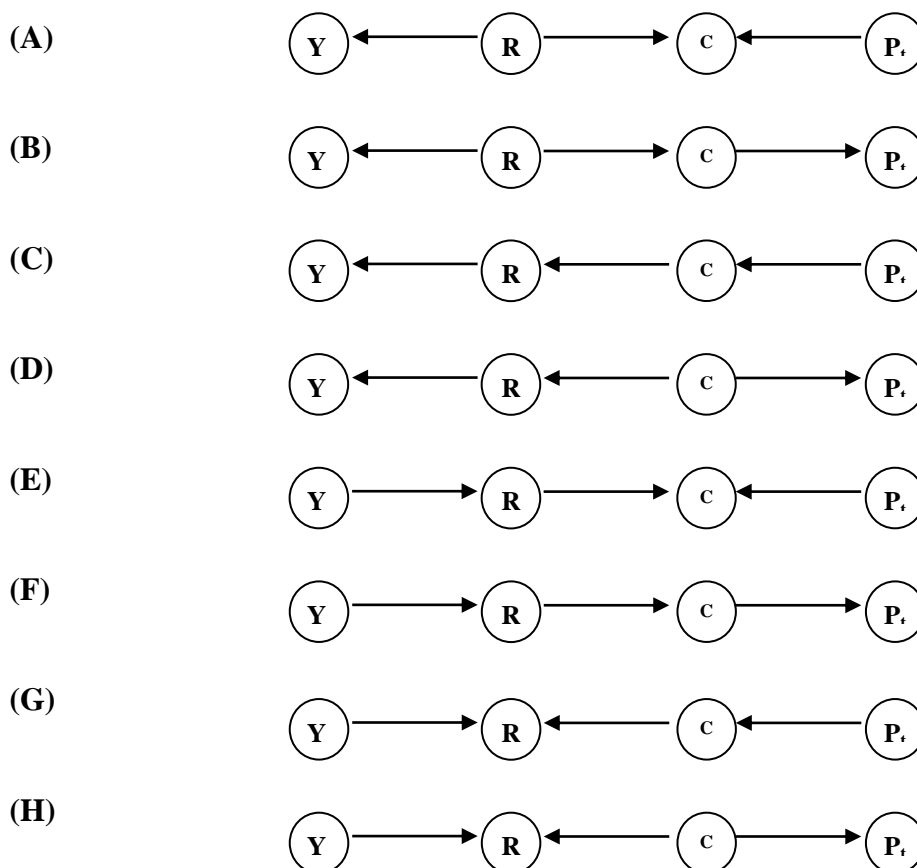 (A) Y R C P
(B) Y R C P
(C) Y R C P
(D) Y R C P
(E) Y R C P
(F) Y R C P
(G) Y R C P
(H) Y R C P